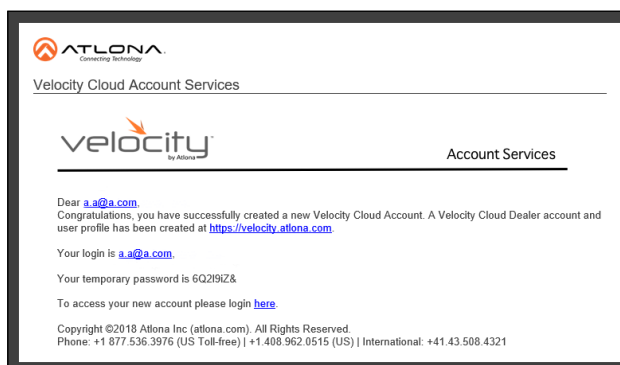 ATLONA.
Connecting Technology
Velocity Cloud Account Services
velocity™
by Atlona
Account Services
Dear a.a@a.com,
Congratulations, you have successfully created a new Velocity Cloud Account. A Velocity Cloud Dealer account and
user profile has been created at https://velocity.atlona.com.
Your login is a.a@a.com,
Your temporary password is 6Q2I9iZ&
To access your new account please login here.
Copyright ©2018 Atlona Inc (atlona.com). All Rights Reserved.
Phone: +1 877.536.3976 (US Toll-free) | +1.408.962.0515 (US) | International: +41.43.508.4321